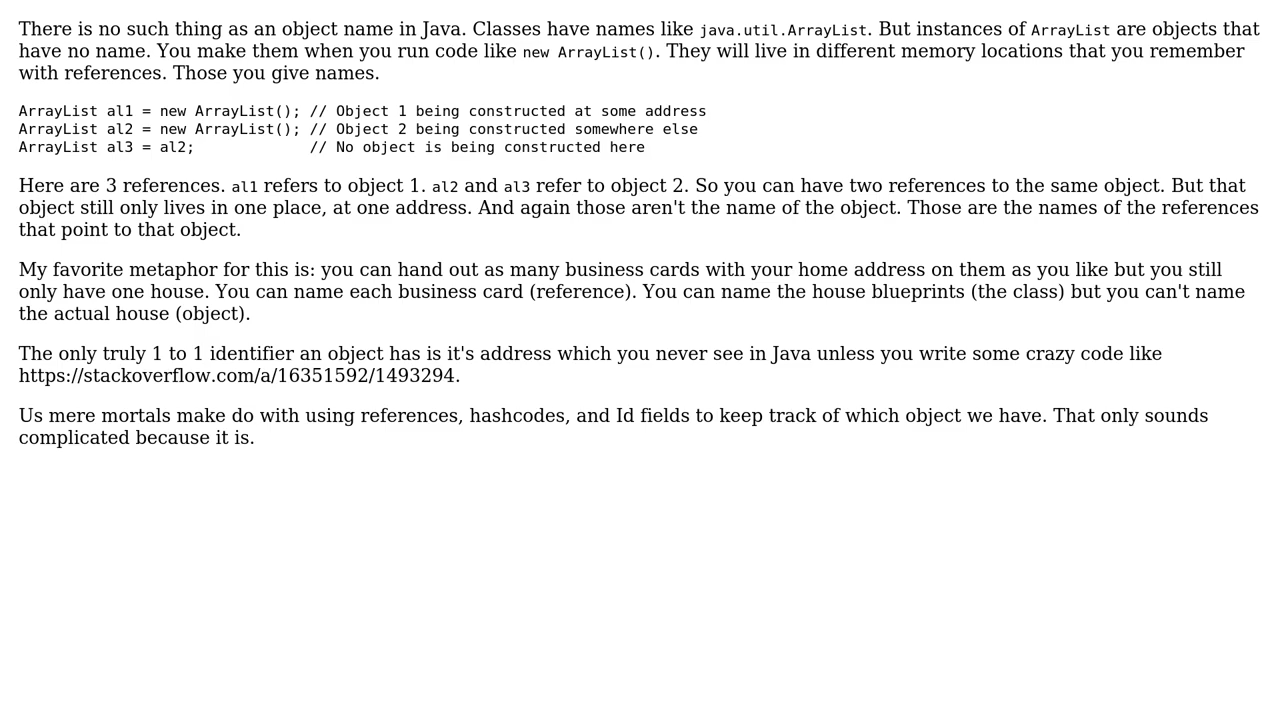 There is no such thing as an object name in Java. Classes have names like java.util.ArrayList. But instances of ArrayList are objects that
have no name. You make them when you run code like new ArrayList(). They will live in different memory locations that you remember
with references. Those you give names.
ArrayList al1 = new ArrayList(); // Object 1 being constructed at some address
ArrayList al2 = new ArrayList(); // Object 2 being constructed somewhere else
ArrayList al3 = al2;             // No object is being constructed here
Here are 3 references. al1 refers to object 1. al2 and al3 refer to object 2. So you can have two references to the same object. But that
object still only lives in one place, at one address. And again those aren't the name of the object. Those are the names of the references
that point to that object.
My favorite metaphor for this is: you can hand out as many business cards with your home address on them as you like but you still
only have one house. You can name each business card (reference). You can name the house blueprints (the class) but you can't name
the actual house (object).
The only truly 1 to 1 identifier an object has is it's address which you never see in Java unless you write some crazy code like
https://stackoverflow.com/a/16351592/1493294.
Us mere mortals make do with using references, hashcodes, and Id fields to keep track of which object we have. That only sounds
complicated because it is.